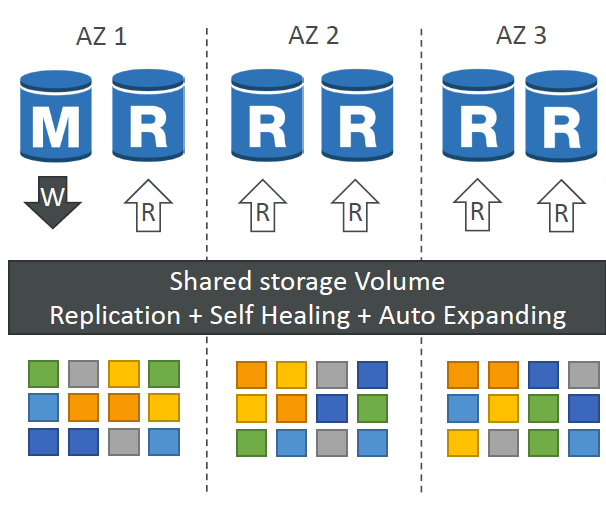 AZ 1 AZ 2 AZ 3
M R R R R R
W R R R R R
Shared storage Volume
Replication + Self Healing + Auto Expanding